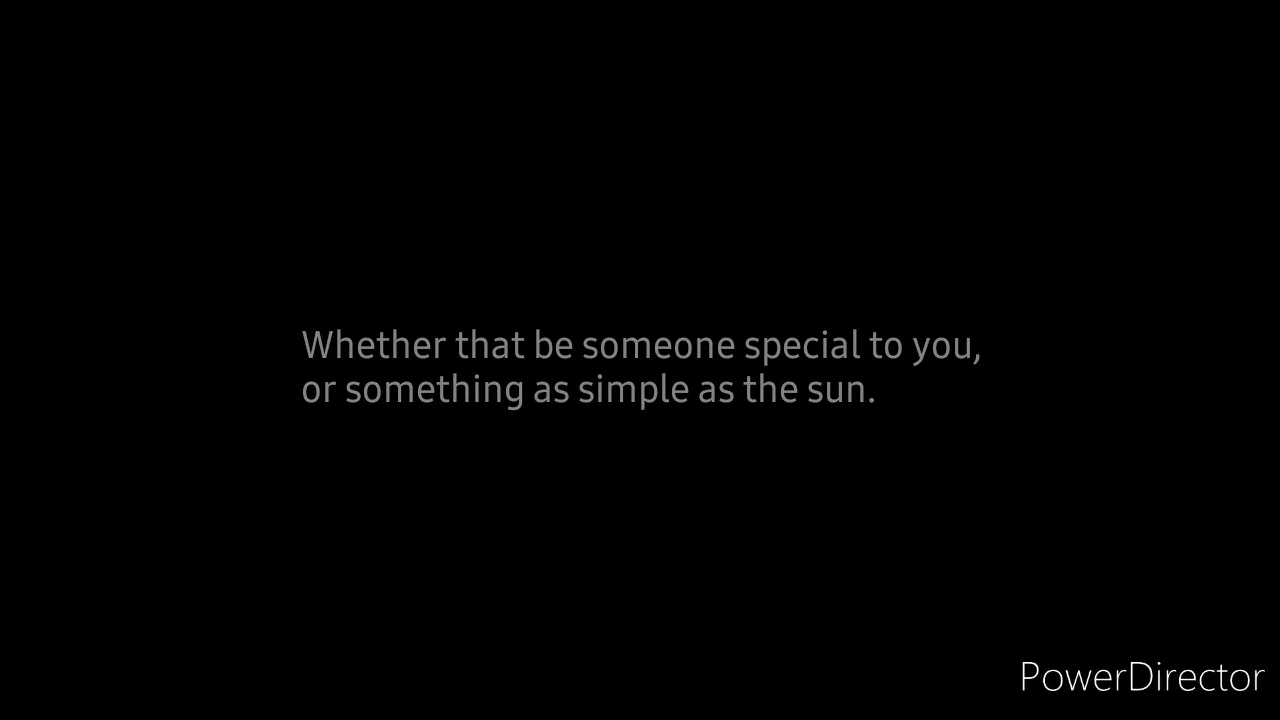 Whether that be someone special to you,
or something as simple as the sun.
PowerDirector